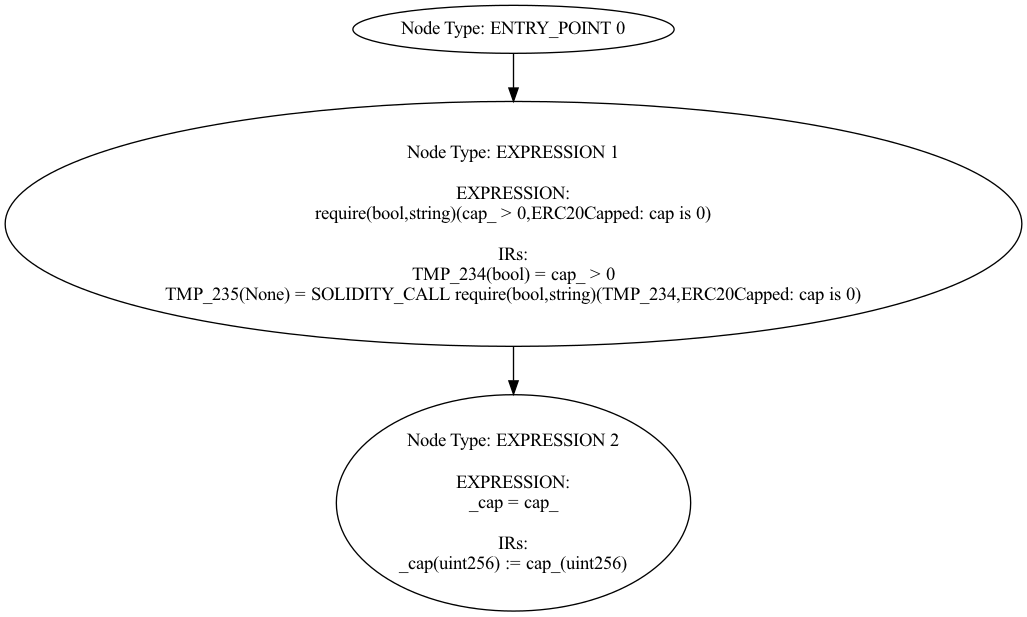 Node Type: ENTRY_POINT 0
Node Type: EXPRESSION 1
EXPRESSION:
require(bool,string)(cap_ > 0,ERC20Capped: cap is 0)
IRs:
TMP_234(bool) = cap_ > 0
TMP_235(None) = SOLIDITY_CALL require(bool,string)(TMP_234,ERC20Capped: cap is 0)
Node Type: EXPRESSION 2
EXPRESSION:
_cap = cap_
IRs:
_cap(uint256) := cap_(uint256)